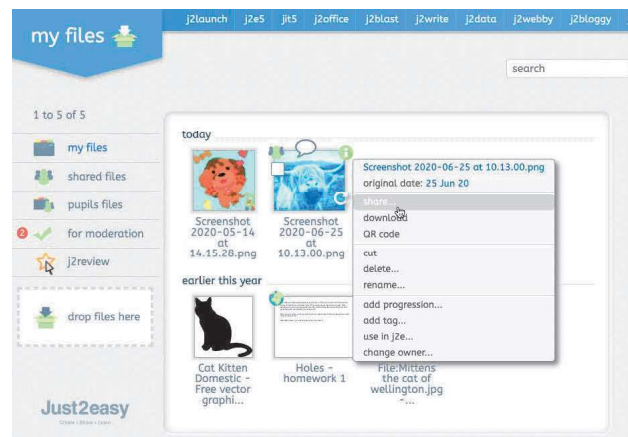 my files
j2launch j2e5 jit5 j2office j2blast j2write j2data j2webby j2bloggy
search
1 to 5 of 5
my files
shared files
pupils files
2 for moderation
j2review
drop files here
Just2easy
Create • Share • Learn
today
Screenshot
2020-05-14
at
14.15.28.png
Screenshot
2020-06-25
at
10.13.00.png
Screenshot 2020-06-25 at 10.13.00.png
original date: 25 Jun 20
share...
download
QR code
cut
delete...
rename...
add progression...
add tag...
use in j2e...
change owner...
earlier this year
Cat Kitten
Domestic -
Free vector
graphi...
Holes -
homework 1
File:Mittens
the cat of
wellington.jpg
-...